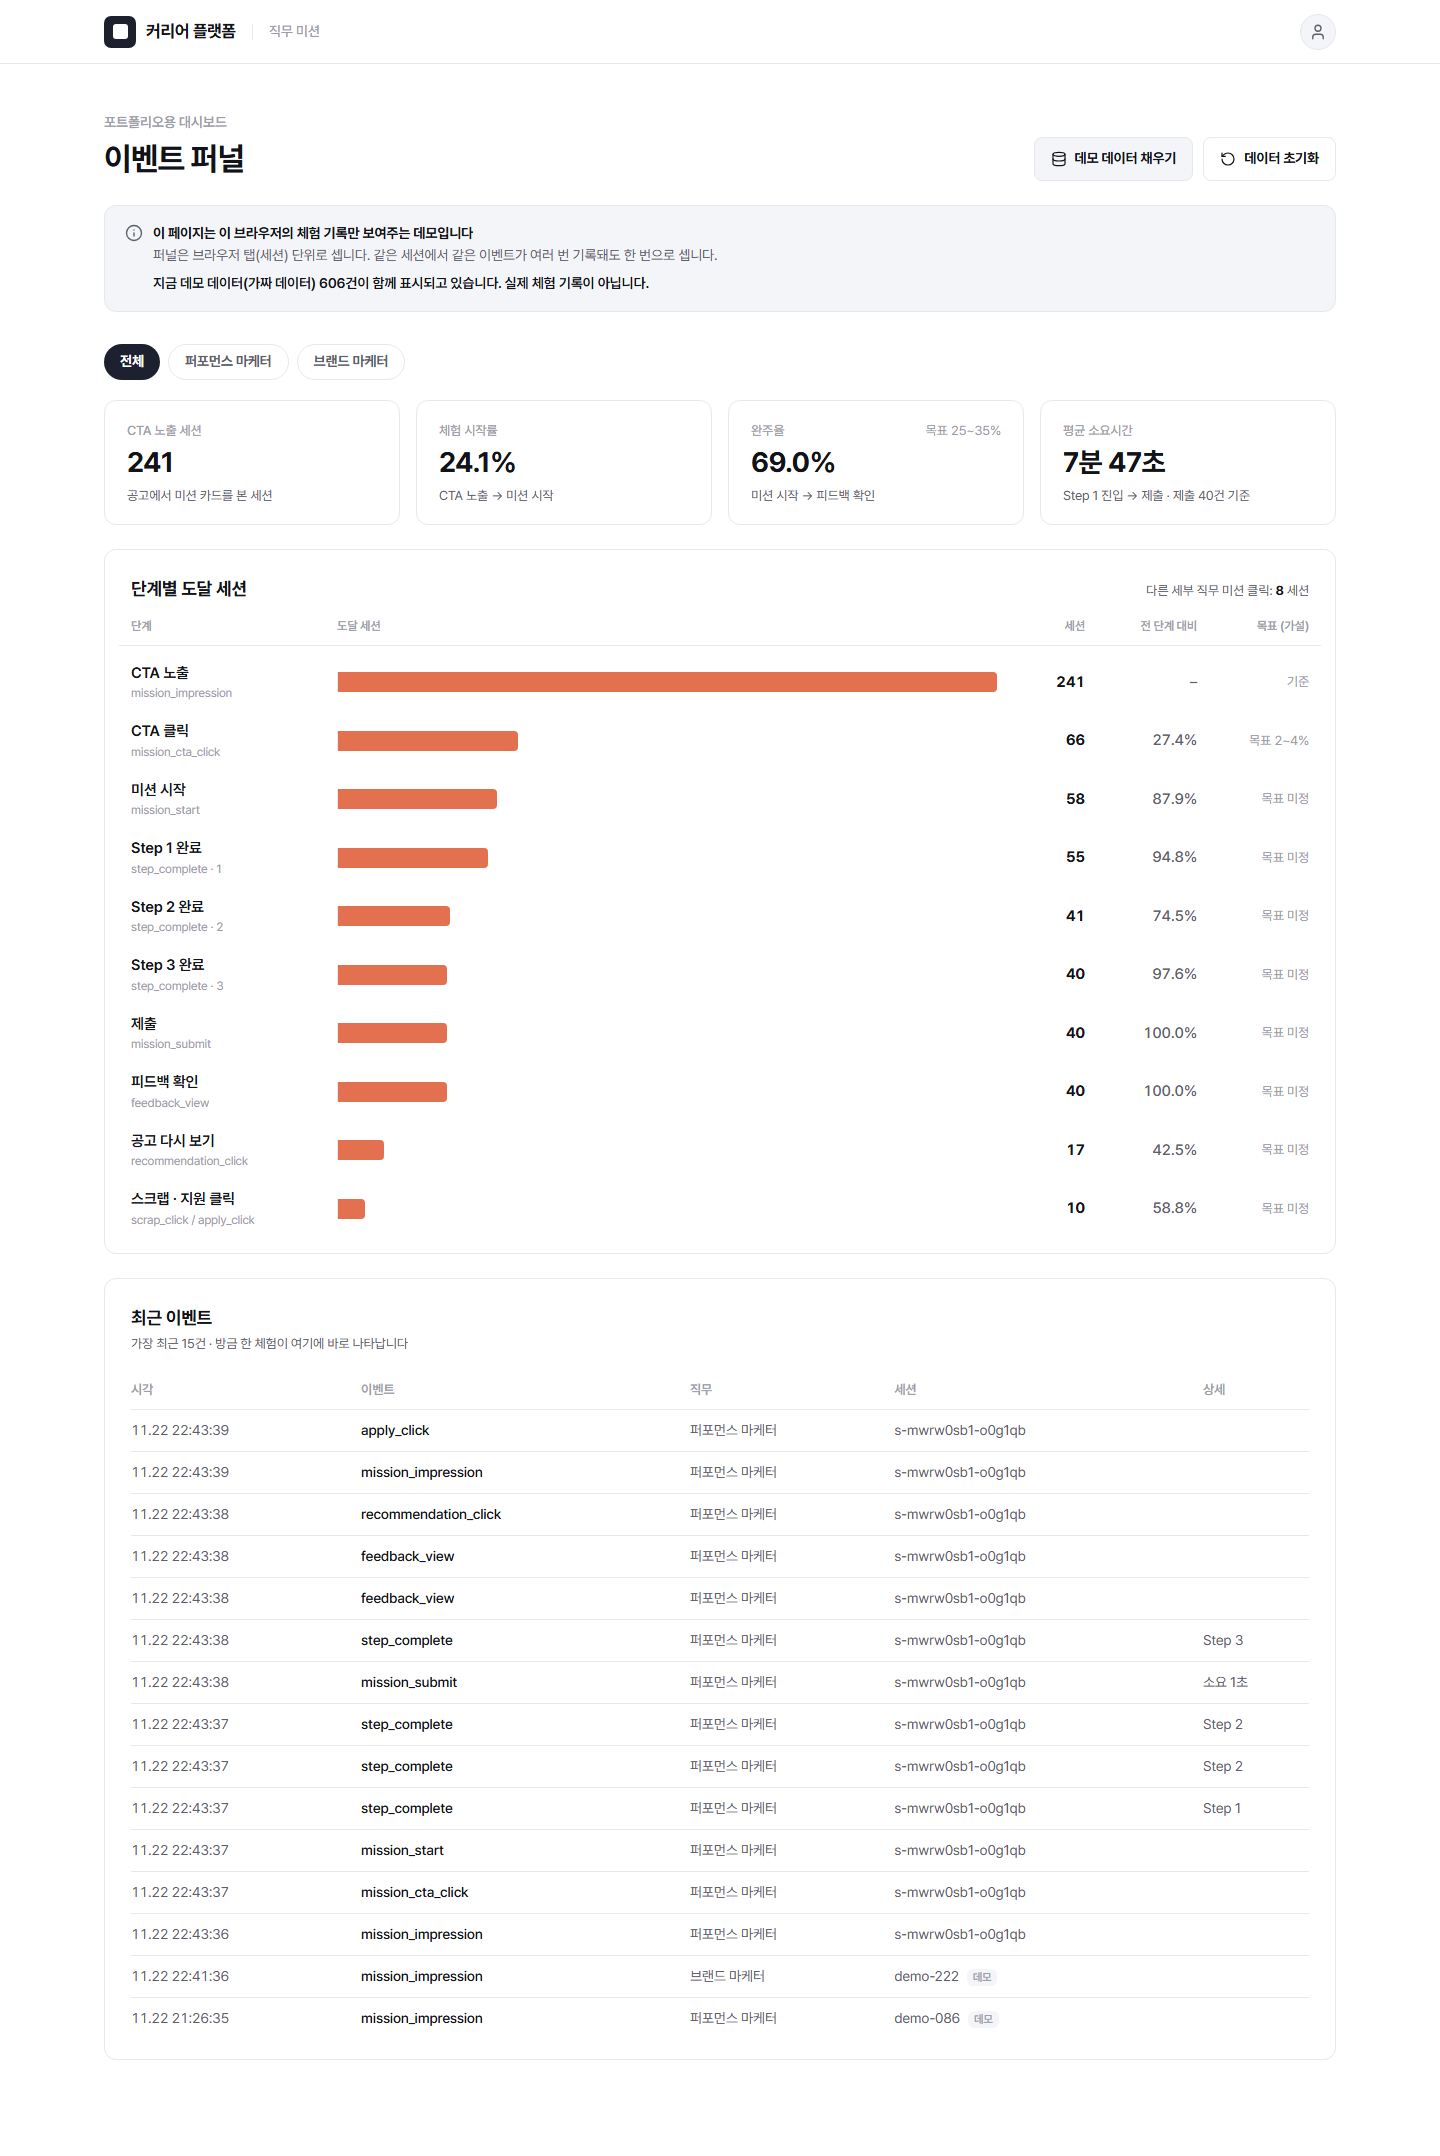 커리어 플랫폼 직무 미션
포트폴리오용 대시보드
이벤트 퍼널
데모 데이터 채우기 데이터 초기화
이 페이지는 이 브라우저의 체험 기록만 보여주는 데모입니다
퍼널은 브라우저 탭(세션) 단위로 셉니다. 같은 세션에서 같은 이벤트가 여러 번 기록돼도 한 번으로 셉니다.
지금 데모 데이터(가짜 데이터) 606건이 함께 표시되고 있습니다. 실제 체험 기록이 아닙니다.
전체 퍼포먼스 마케터 브랜드 마케터
CTA 노출 세션
241
공고에서 미션 카드를 본 세션
체험 시작률
24.1%
CTA 노출 → 미션 시작
완주율 목표 25~35%
69.0%
미션 시작 → 피드백 확인
평균 소요시간
7분 47초
Step 1 진입 → 제출 · 제출 40건 기준
단계별 도달 세션 다른 세부 직무 미션 클릭: 8 세션
단계 도달 세션 세션 전 단계 대비 목표 (가설)
CTA 노출 241 – 기준
mission_impression
CTA 클릭 66 27.4% 목표 2~4%
mission_cta_click
미션 시작 58 87.9% 목표 미정
mission_start
Step 1 완료 55 94.8% 목표 미정
step_complete · 1
Step 2 완료 41 74.5% 목표 미정
step_complete · 2
Step 3 완료 40 97.6% 목표 미정
step_complete · 3
제출 40 100.0% 목표 미정
mission_submit
피드백 확인 40 100.0% 목표 미정
feedback_view
공고 다시 보기 17 42.5% 목표 미정
recommendation_click
스크랩 · 지원 클릭 10 58.8% 목표 미정
scrap_click / apply_click
최근 이벤트
가장 최근 15건 · 방금 한 체험이 여기에 바로 나타납니다
시각 이벤트 직무 세션 상세
11.22 22:43:39 apply_click 퍼포먼스 마케터 s-mwrw0sb1-o0g1qb
11.22 22:43:39 mission_impression 퍼포먼스 마케터 s-mwrw0sb1-o0g1qb
11.22 22:43:38 recommendation_click 퍼포먼스 마케터 s-mwrw0sb1-o0g1qb
11.22 22:43:38 feedback_view 퍼포먼스 마케터 s-mwrw0sb1-o0g1qb
11.22 22:43:38 feedback_view 퍼포먼스 마케터 s-mwrw0sb1-o0g1qb
11.22 22:43:38 step_complete 퍼포먼스 마케터 s-mwrw0sb1-o0g1qb Step 3
11.22 22:43:38 mission_submit 퍼포먼스 마케터 s-mwrw0sb1-o0g1qb 소요 1초
11.22 22:43:37 step_complete 퍼포먼스 마케터 s-mwrw0sb1-o0g1qb Step 2
11.22 22:43:37 step_complete 퍼포먼스 마케터 s-mwrw0sb1-o0g1qb Step 2
11.22 22:43:37 step_complete 퍼포먼스 마케터 s-mwrw0sb1-o0g1qb Step 1
11.22 22:43:37 mission_start 퍼포먼스 마케터 s-mwrw0sb1-o0g1qb
11.22 22:43:37 mission_cta_click 퍼포먼스 마케터 s-mwrw0sb1-o0g1qb
11.22 22:43:36 mission_impression 퍼포먼스 마케터 s-mwrw0sb1-o0g1qb
11.22 22:41:36 mission_impression 브랜드 마케터 demo-222 데모
11.22 21:26:35 mission_impression 퍼포먼스 마케터 demo-086 데모